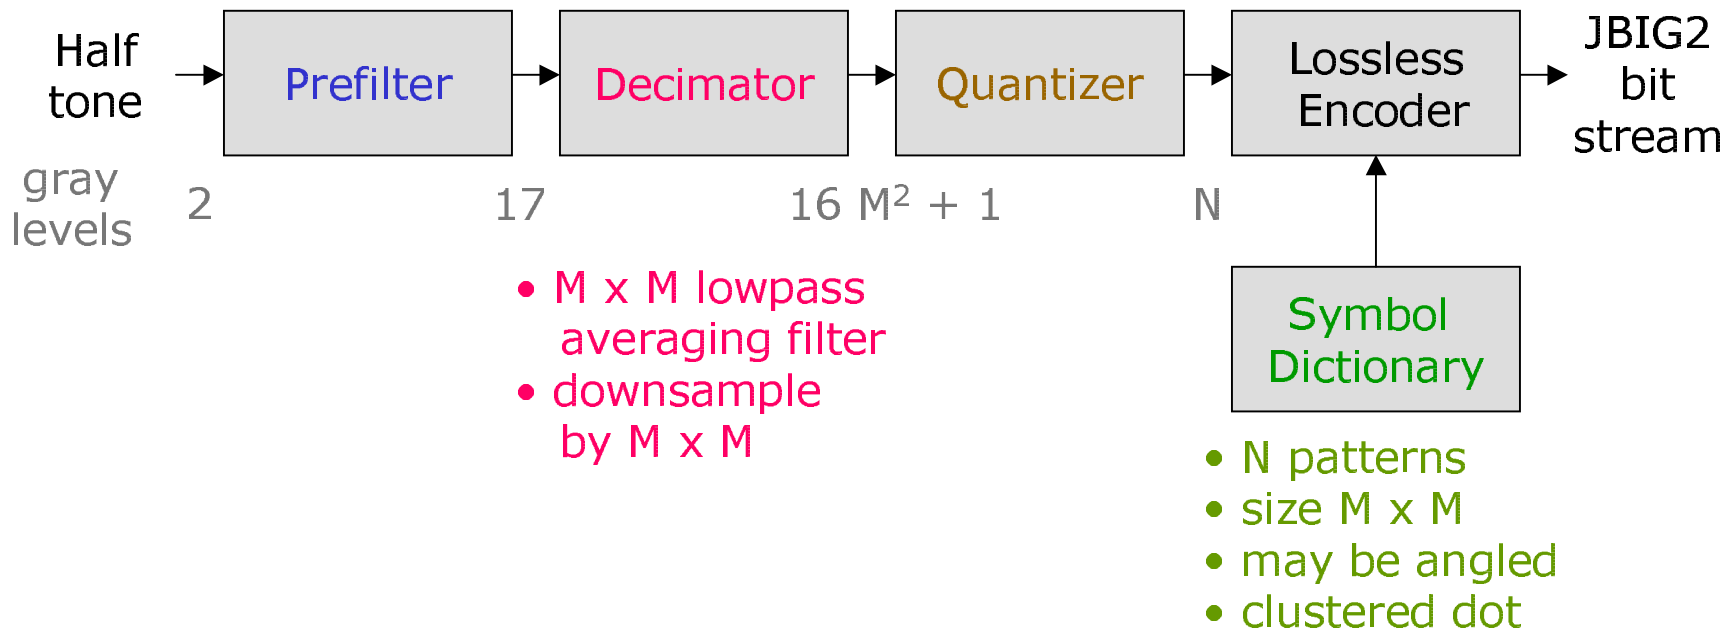 Half
tone
Prefilter
Decimator
Quantizer
Lossless
Encoder
JBIG2
bit
stream
gray
levels
2
17
16 M² + 1
N
• M x M lowpass
averaging filter
• downsample
by M x M
Symbol
Dictionary
• N patterns
• size M x M
• may be angled
• clustered dot